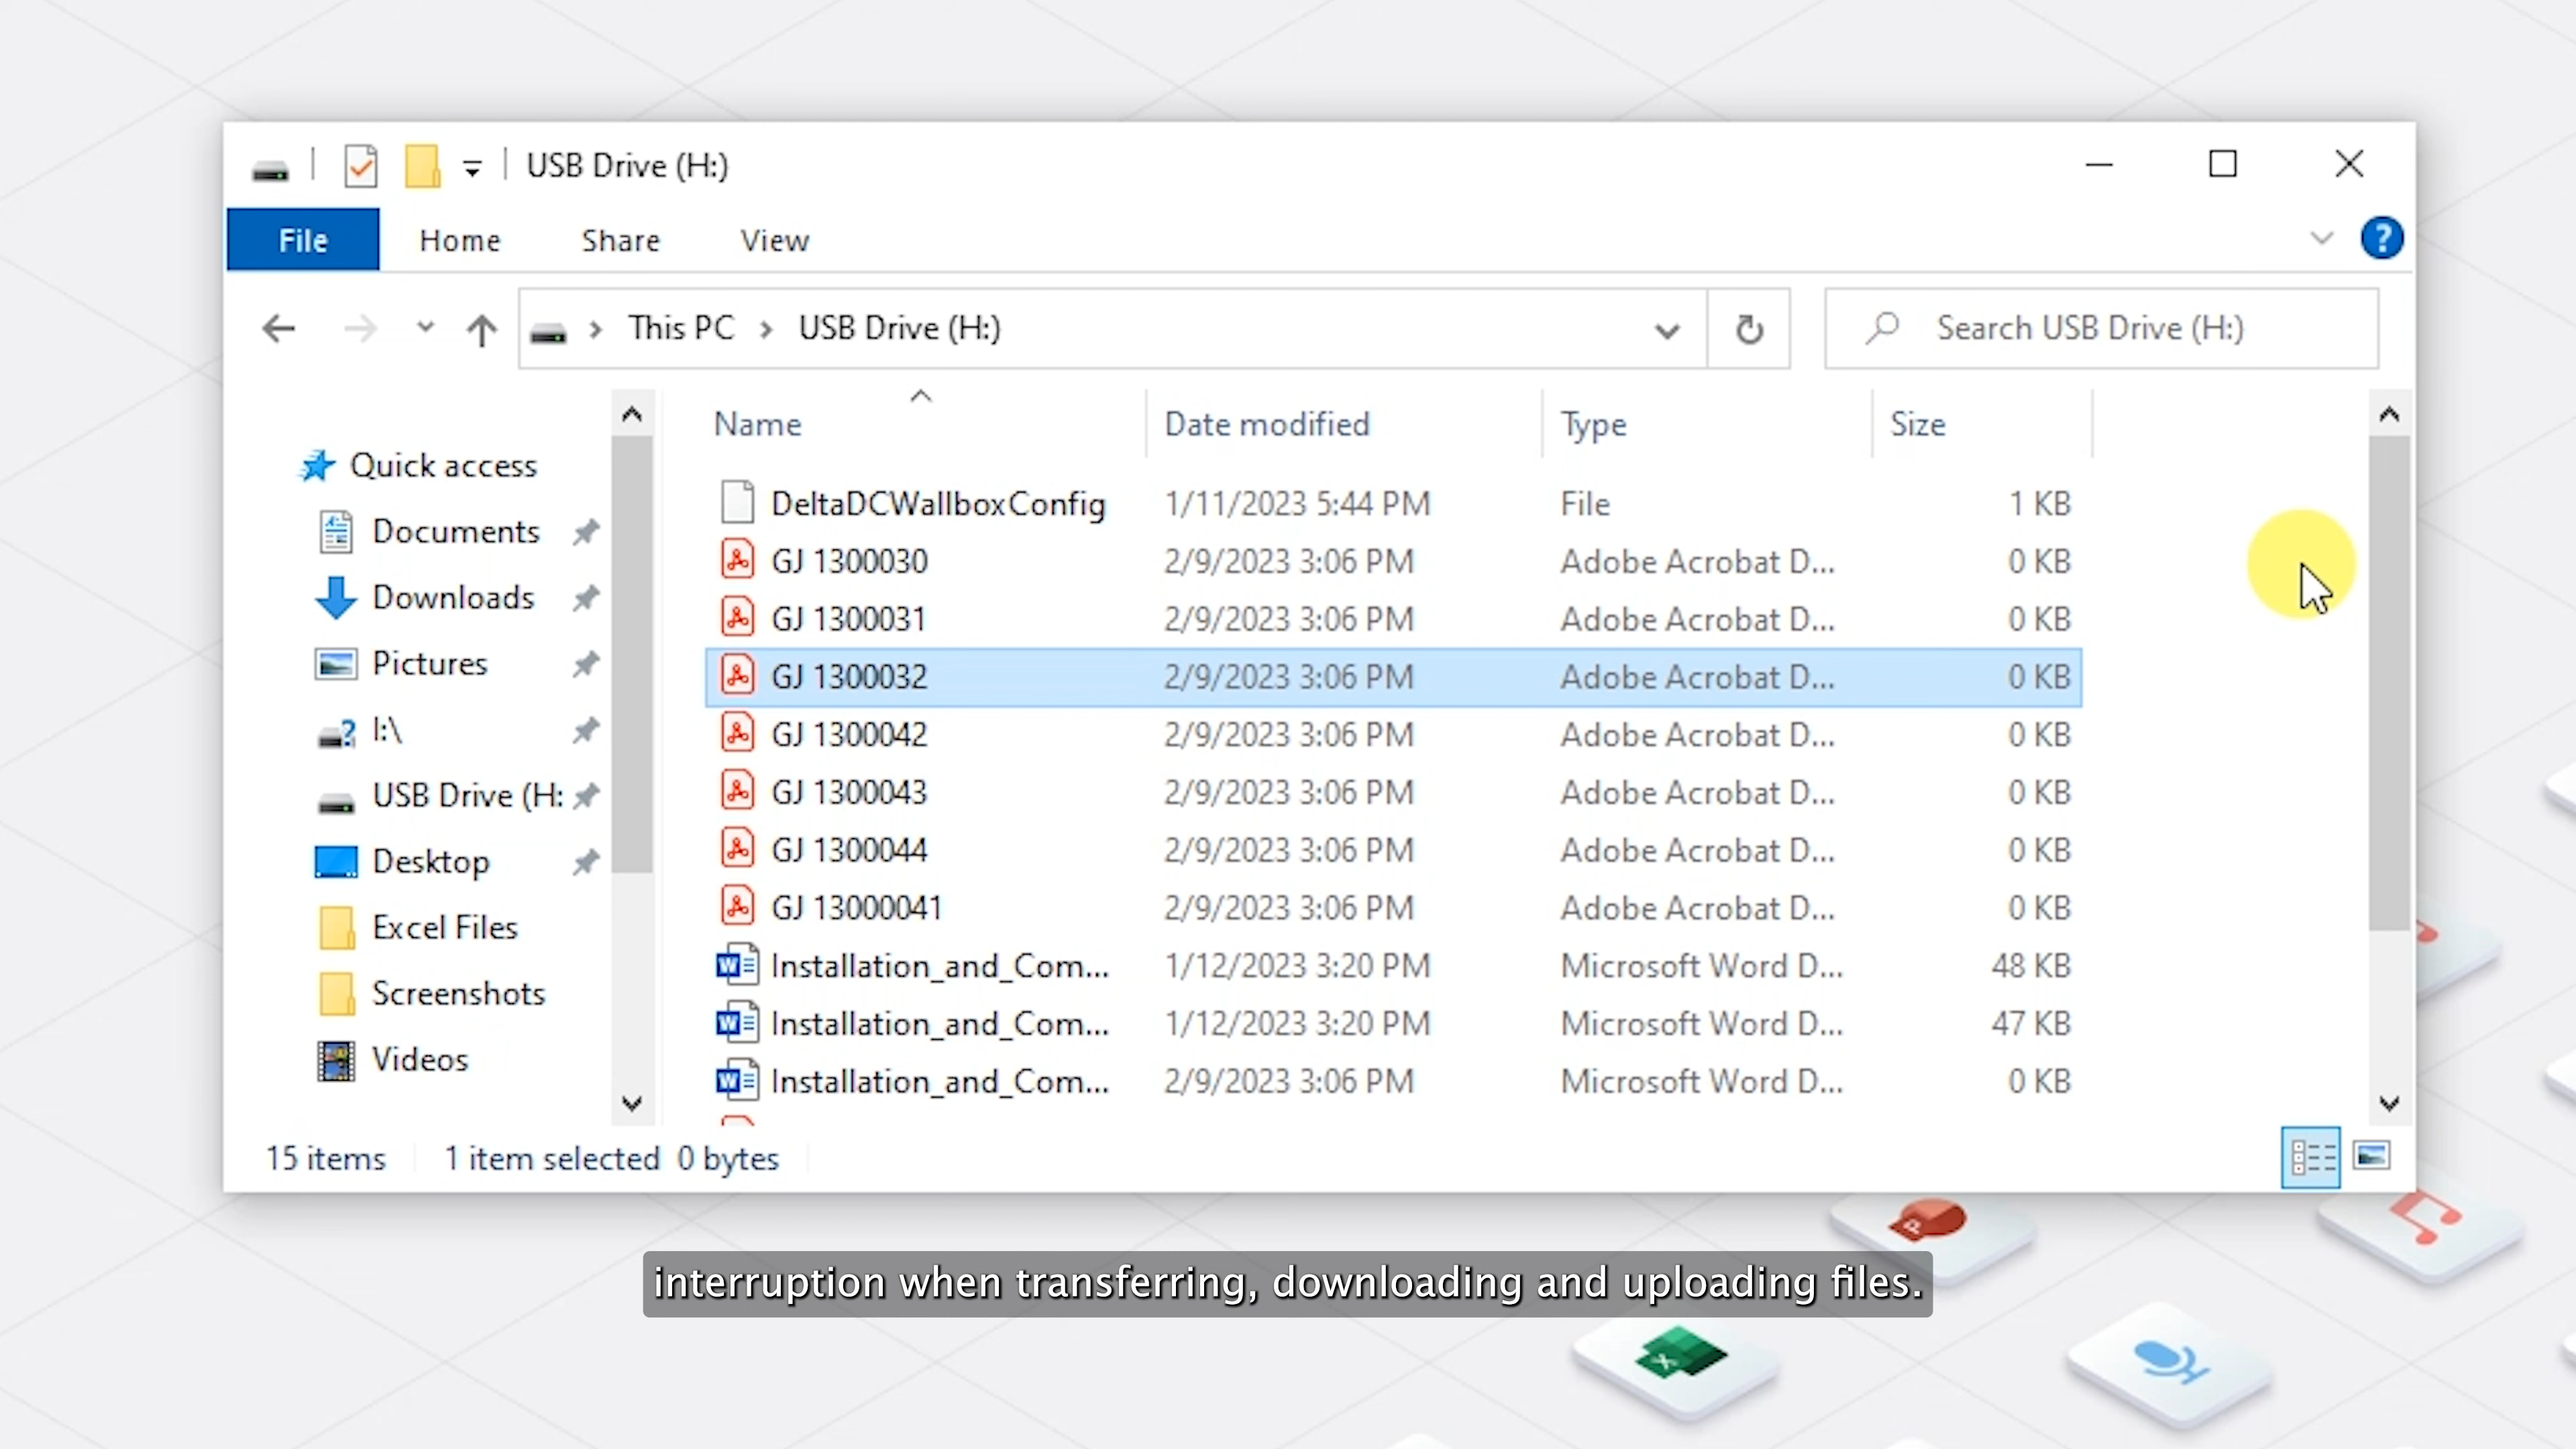 USB Drive (H:)
File Home Share View
This PC USB Drive (H:) Search USB Drive (H:)
Name Date modified Type Size
Quick access
Documents
Downloads
Pictures
I:\
USB Drive (H:
Desktop
Excel Files
Screenshots
Videos
DeltaDCWallboxConfig 1/11/2023 5:44 PM File 1 KB
GJ 1300030 2/9/2023 3:06 PM Adobe Acrobat D... 0 KB
GJ 1300031 2/9/2023 3:06 PM Adobe Acrobat D... 0 KB
GJ 1300032 2/9/2023 3:06 PM Adobe Acrobat D... 0 KB
GJ 1300042 2/9/2023 3:06 PM Adobe Acrobat D... 0 KB
GJ 1300043 2/9/2023 3:06 PM Adobe Acrobat D... 0 KB
GJ 1300044 2/9/2023 3:06 PM Adobe Acrobat D... 0 KB
GJ 13000041 2/9/2023 3:06 PM Adobe Acrobat D... 0 KB
Installation_and_Com... 1/12/2023 3:20 PM Microsoft Word D... 48 KB
Installation_and_Com... 1/12/2023 3:20 PM Microsoft Word D... 47 KB
Installation_and_Com... 2/9/2023 3:06 PM Microsoft Word D... 0 KB
15 items 1 item selected 0 bytes
interruption when transferring, downloading and uploading files.